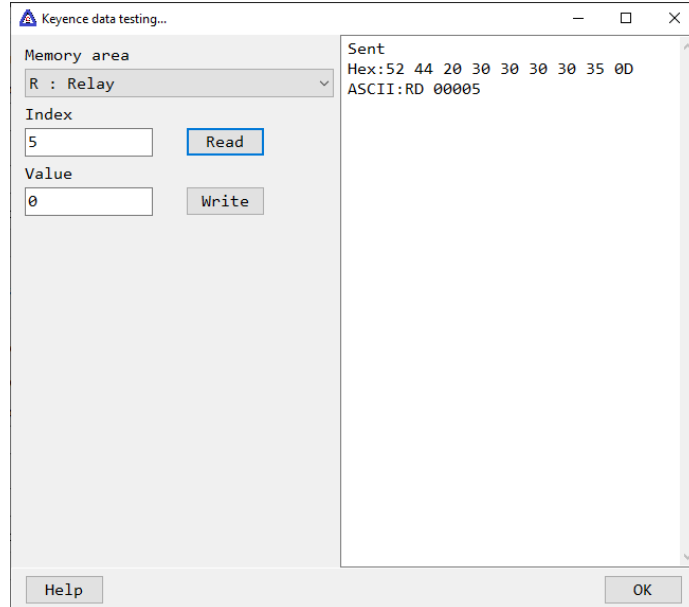 Keyence data testing...
Memory area
R : Relay
Index
5
Read
Value
0
Write
Sent
Hex:52 44 20 30 30 30 30 35 0D
ASCII:RD 00005
Help
OK